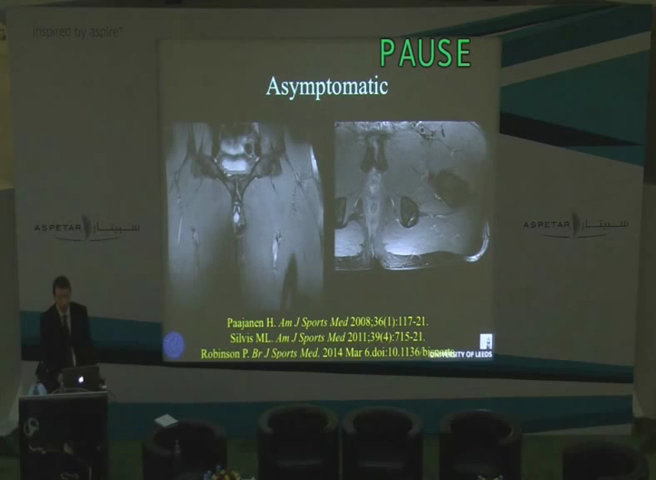 inspired by aspire
PAUSE
Asymptomatic
ASPETAR سبيتار
ASPETAR سبيتار
Paajanen H. Am J Sports Med 2008;36(1):117-21.
Silvis ML. Am J Sports Med 2011;39(4):715-21.
Robinson P. Br J Sports Med. 2014 Mar 6.doi:10.1136/
UNIVERSITY OF LEEDS